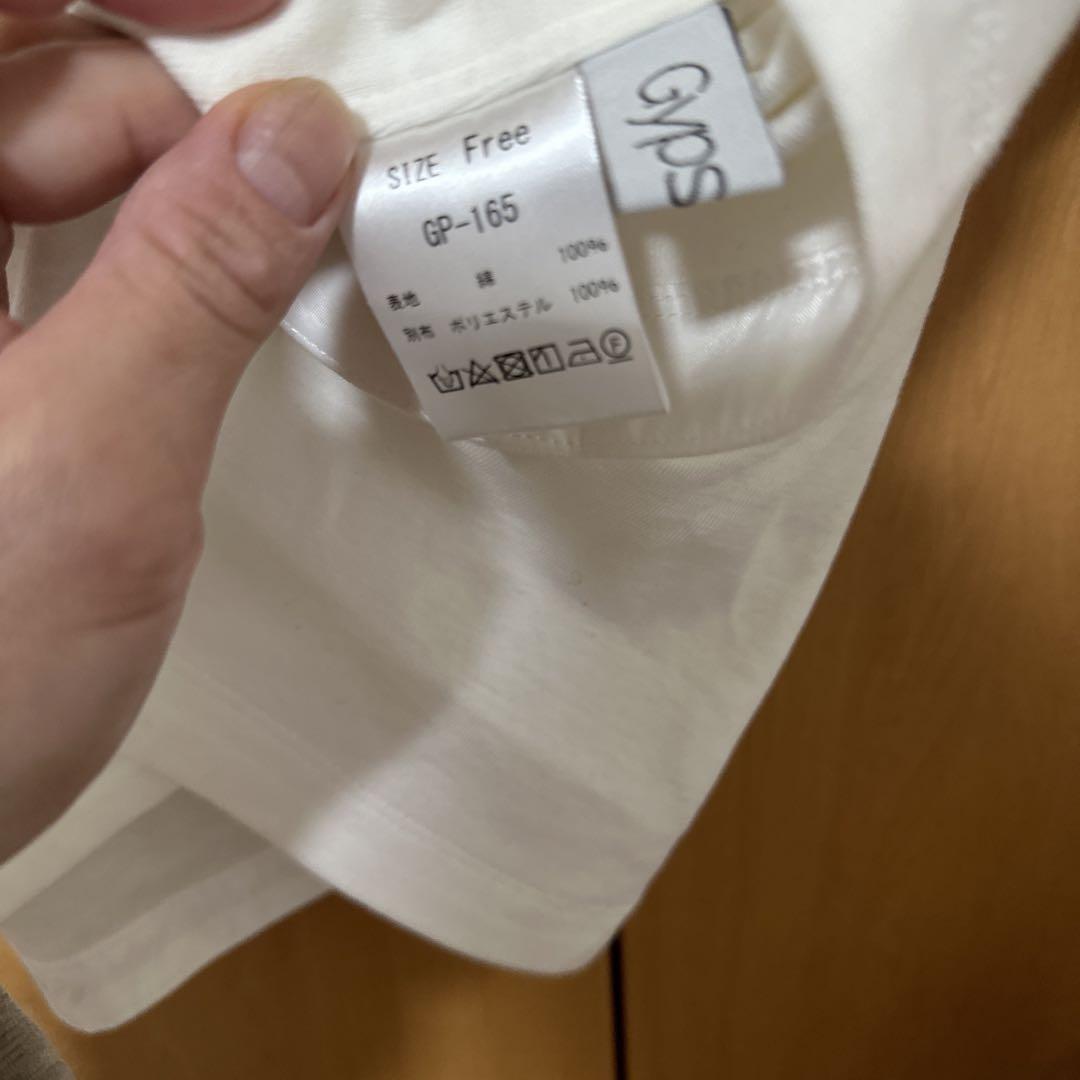 Gyps
SIZE Free
GP-165
表地 綿 100%
別布 ポリエステル 100%
F